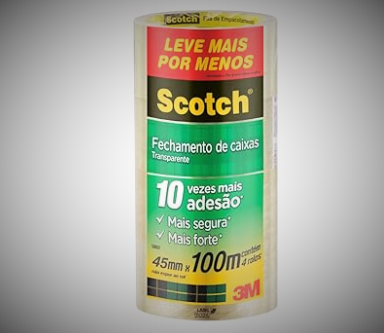 Scotch
Fita de Empacotamento
LEVE MAIS
POR MENOS
Scotch®
Fechamento de caixas
Transparente
10 vezes mais
adesão*
✓ Mais segura*
✓ Mais forte*
45mm x 100m contém
4 rolos
3M